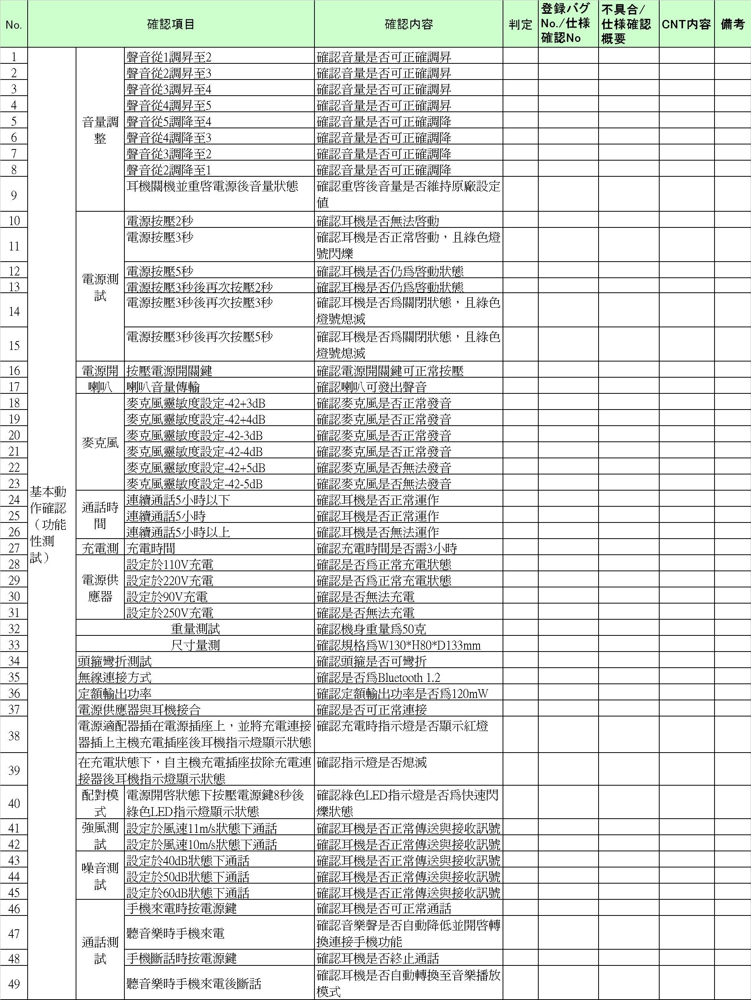 No.
確認項目
確認内容
判定
登録バグ
No./仕様
確認No
不具合/
仕様確認
概要
CNT内容
備考
基本動
作確認
（功能
性測
試）
音量調
整
1 聲音從1調昇至2 確認音量是否可正確調昇
2 聲音從2調昇至3 確認音量是否可正確調昇
3 聲音從3調昇至4 確認音量是否可正確調昇
4 聲音從4調昇至5 確認音量是否可正確調昇
5 聲音從5調降至4 確認音量是否可正確調降
6 聲音從4調降至3 確認音量是否可正確調降
7 聲音從3調降至2 確認音量是否可正確調降
8 聲音從2調降至1 確認音量是否可正確調降
9 耳機關機並重啓電源後音量狀態 確認重啓後音量是否維持原廠設定
值
電源測
試
10 電源按壓2秒 確認耳機是否無法啓動
11 電源按壓3秒 確認耳機是否正常啓動，且綠色燈
號閃爍
12 電源按壓5秒 確認耳機是否仍爲啓動狀態
13 電源按壓3秒後再次按壓2秒 確認耳機是否仍爲啓動狀態
14 電源按壓3秒後再次按壓3秒 確認耳機是否爲關閉狀態，且綠色
燈號熄滅
15 電源按壓3秒後再次按壓5秒 確認耳機是否爲關閉狀態，且綠色
燈號熄滅
16 電源開 按壓電源開關鍵 確認電源開關鍵可正常按壓
17 喇叭 喇叭音量傳輸 確認喇叭可發出聲音
麥克風
18 麥克風靈敏度設定-42+3dB 確認麥克風是否正常發音
19 麥克風靈敏度設定-42+4dB 確認麥克風是否正常發音
20 麥克風靈敏度設定-42-3dB 確認麥克風是否正常發音
21 麥克風靈敏度設定-42-4dB 確認麥克風是否正常發音
22 麥克風靈敏度設定-42+5dB 確認麥克風是否無法發音
23 麥克風靈敏度設定-42-5dB 確認麥克風是否無法發音
通話時
間
24 連續通話5小時以下 確認耳機是否正常運作
25 連續通話5小時 確認耳機是否正常運作
26 連續通話5小時以上 確認耳機是否無法運作
27 充電測 充電時間 確認充電時間是否需3小時
電源供
應器
28 設定於110V充電 確認是否爲正常充電狀態
29 設定於220V充電 確認是否爲正常充電狀態
30 設定於90V充電 確認是否無法充電
31 設定於250V充電 確認是否無法充電
32 重量測試 確認機身重量爲50克
33 尺寸量測 確認規格爲W130*H80*D133mm
34 頭箍彎折測試 確認頭箍是否可彎折
35 無線連接方式 確認是否爲Bluetooth 1.2
36 定額輸出功率 確認定額輸出功率是否爲120mW
37 電源供應器與耳機接合 確認是否可正常連接
38 電源適配器插在電源插座上，並將充電連接 確認充電時指示燈是否顯示紅燈
器插上主機充電插座後耳機指示燈顯示狀態
39 在充電狀態下，自主機充電插座拔除充電連 確認指示燈是否熄滅
接器後耳機指示燈顯示狀態
40 配對模 電源開啓狀態下按壓電源鍵8秒後 確認綠色LED指示燈是否爲快速閃
式 綠色LED指示燈顯示狀態 爍狀態
強風測
試
41 設定於風速11m/s狀態下通話 確認耳機是否正常傳送與接收訊號
42 設定於風速10m/s狀態下通話 確認耳機是否正常傳送與接收訊號
噪音測
試
43 設定於40dB狀態下通話 確認耳機是否正常傳送與接收訊號
44 設定於50dB狀態下通話 確認耳機是否正常傳送與接收訊號
45 設定於60dB狀態下通話 確認耳機是否正常傳送與接收訊號
通話測
試
46 手機來電時按電源鍵 確認耳機是否可正常通話
47 聽音樂時手機來電 確認音樂聲是否自動降低並開啓轉
換連接手機功能
48 手機斷話時按電源鍵 確認耳機是否終止通話
49 聽音樂時手機來電後斷話 確認耳機是否自動轉換至音樂播放
模式